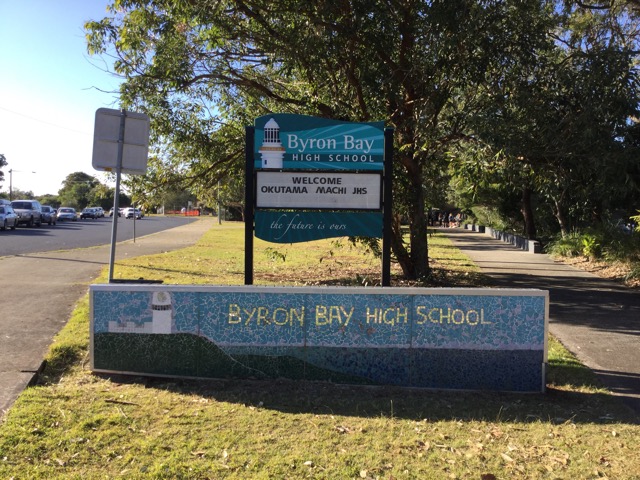 Byron Bay
HIGH SCHOOL
WELCOME
OKUTAMA MACHI JHS
the future is ours
BYRON BAY HIGH SCHOOL